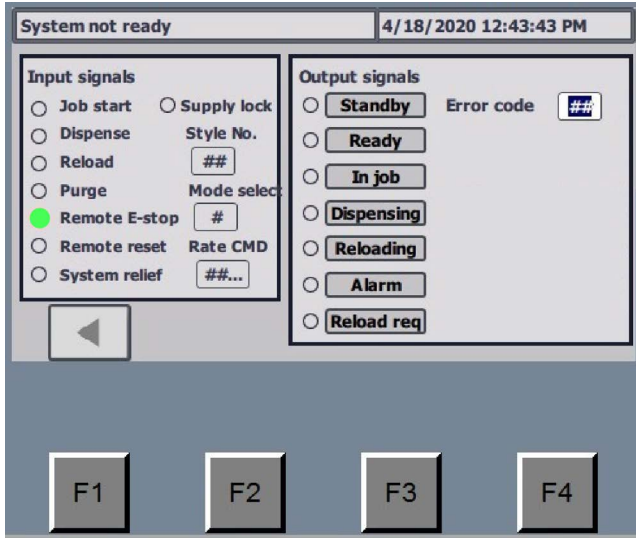 System not ready
4/18/2020 12:43:43 PM
Input signals
Job start
Supply lock
Dispense
Style No.
Reload
##
Purge
Mode select
Remote E-stop
#
Remote reset
Rate CMD
System relief
##...
Output signals
Standby
Error code
##
Ready
In job
Dispensing
Reloading
Alarm
Reload req
F1
F2
F3
F4